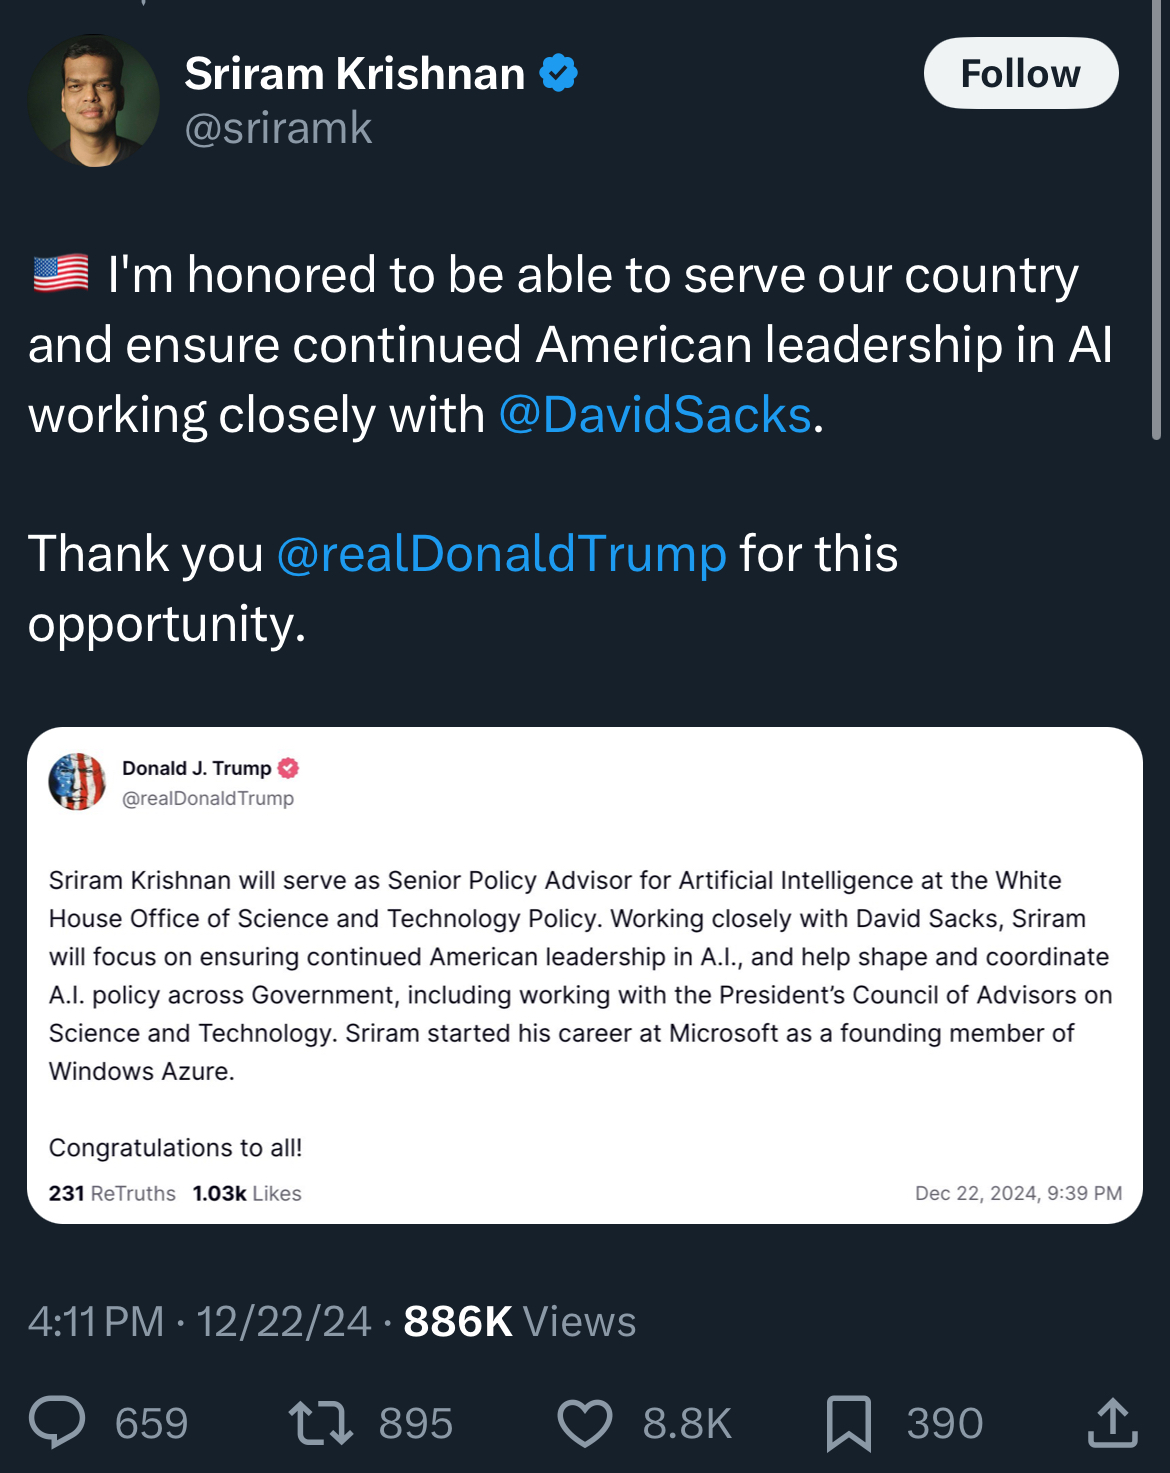 Sriram Krishnan
@sriramk
Follow
🇺🇸 I'm honored to be able to serve our country
and ensure continued American leadership in AI
working closely with @DavidSacks.
Thank you @realDonaldTrump for this
opportunity.
Donald J. Trump
@realDonaldTrump
Sriram Krishnan will serve as Senior Policy Advisor for Artificial Intelligence at the White
House Office of Science and Technology Policy. Working closely with David Sacks, Sriram
will focus on ensuring continued American leadership in A.I., and help shape and coordinate
A.I. policy across Government, including working with the President’s Council of Advisors on
Science and Technology. Sriram started his career at Microsoft as a founding member of
Windows Azure.
Congratulations to all!
231 ReTruths 1.03k Likes
Dec 22, 2024, 9:39 PM
4:11 PM · 12/22/24 · 886K Views
659 895 8.8K 390